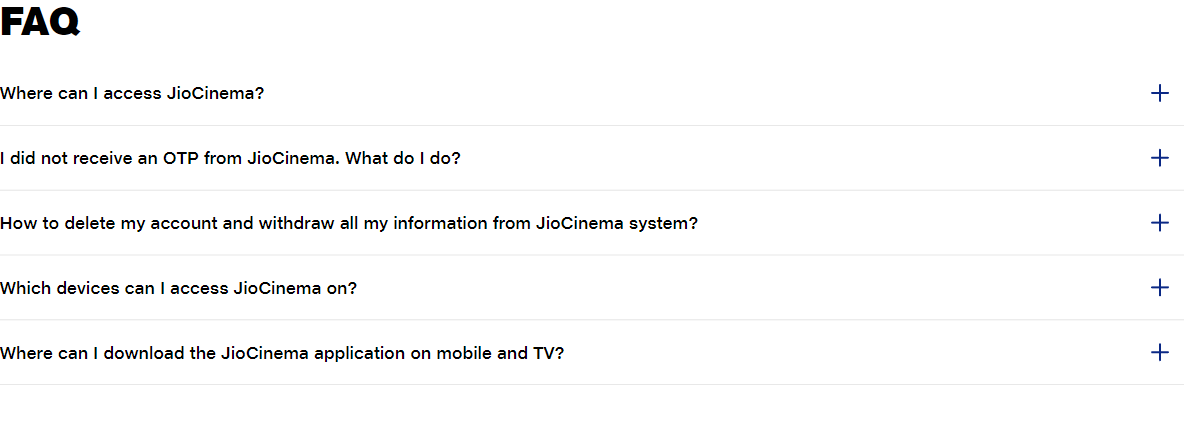 FAQ
Where can I access JioCinema?
I did not receive an OTP from JioCinema. What do I do?
How to delete my account and withdraw all my information from JioCinema system?
Which devices can I access JioCinema on?
Where can I download the JioCinema application on mobile and TV?